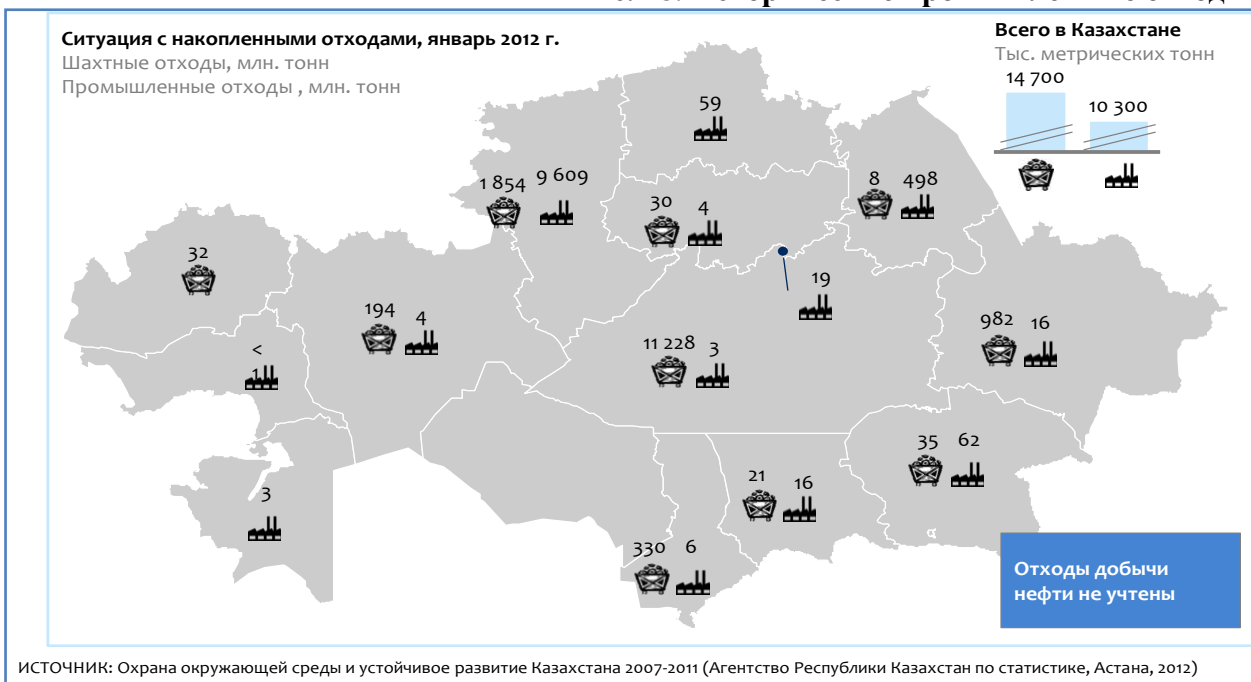 Ситуация с накопленными отходами, январь 2012 г.
Шахтные отходы, млн. тонн
Промышленные отходы , млн. тонн
Всего в Казахстане
Тыс. метрических тонн
14 700
10 300
59
1 854 9 609
30 4
8 498
32
19
194 4
982 16
11 228 3
<
1
35 62
3
21 16
330 6
Отходы добычи
нефти не учтены
ИСТОЧНИК: Охрана окружающей среды и устойчивое развитие Казахстана 2007-2011 (Агентство Республики Казахстан по статистике, Астана, 2012)